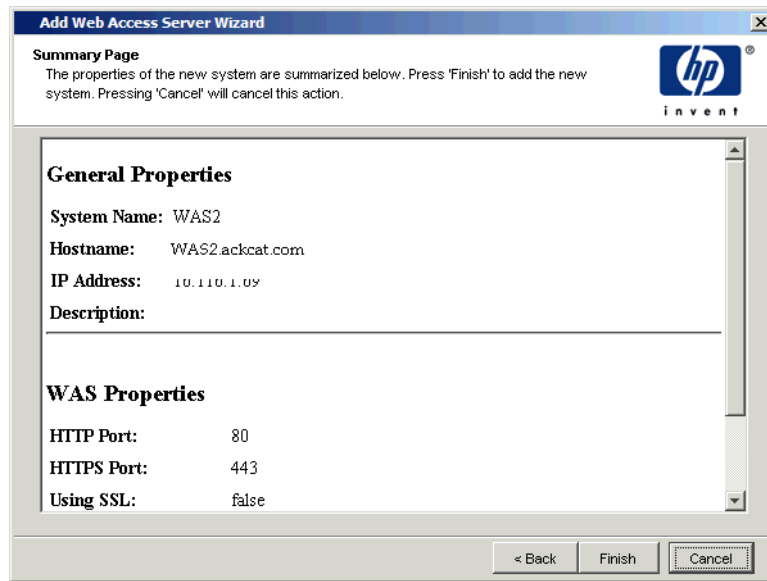 Add Web Access Server Wizard
Summary Page
The properties of the new system are summarized below. Press 'Finish' to add the new
system. Pressing 'Cancel' will cancel this action.
hp ®
invent
General Properties
System Name: WAS2
Hostname: WAS2.ackcat.com
IP Address:
Description:
WAS Properties
HTTP Port: 80
HTTPS Port: 443
Using SSL: false
< Back Finish Cancel